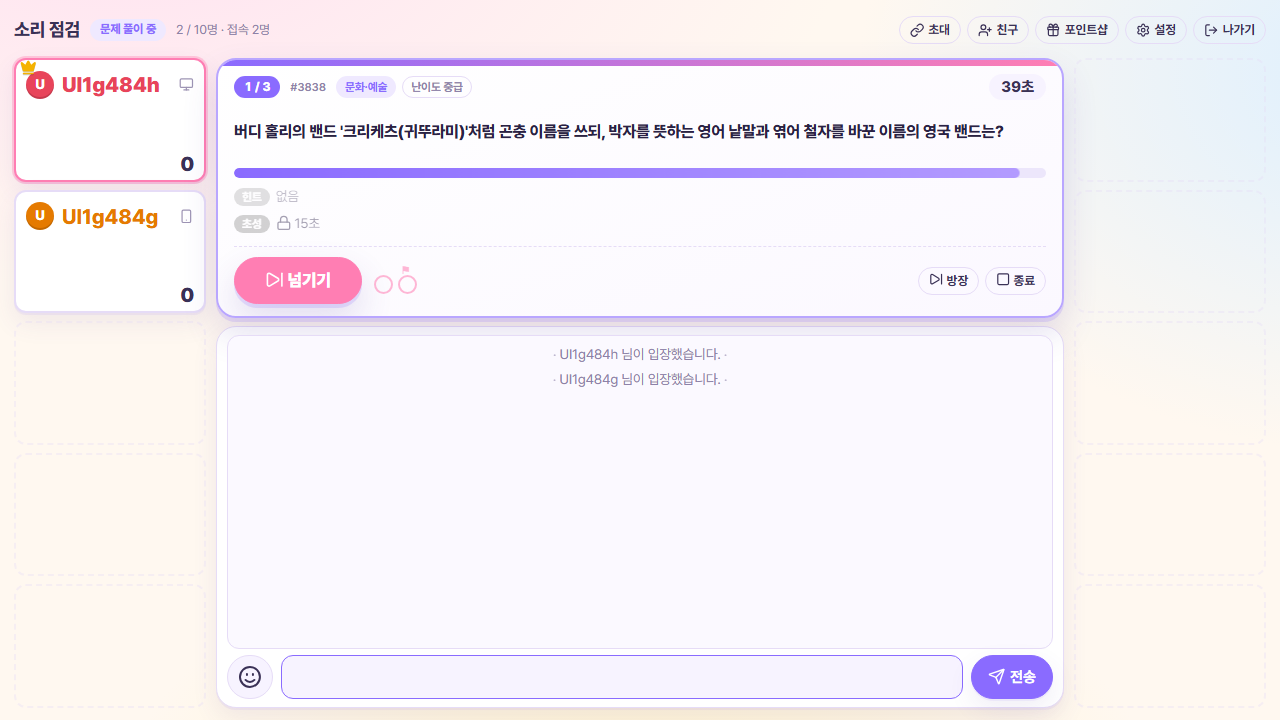 소리 점검 문제 풀이 중 2 / 10명 · 접속 2명 초대 친구 포인트샵 설정 나가기
U UI1g484h
0
U UI1g484g
0
1 / 3 #3838 문화·예술 난이도 중급 39초
버디 홀리의 밴드 '크리케츠(귀뚜라미)'처럼 곤충 이름을 쓰되, 박자를 뜻하는 영어 낱말과 엮어 철자를 바꾼 이름의 영국 밴드는?
힌트 없음
초성 15초
넘기기 방장 종료
· UI1g484h 님이 입장했습니다. ·
· UI1g484g 님이 입장했습니다. ·
전송